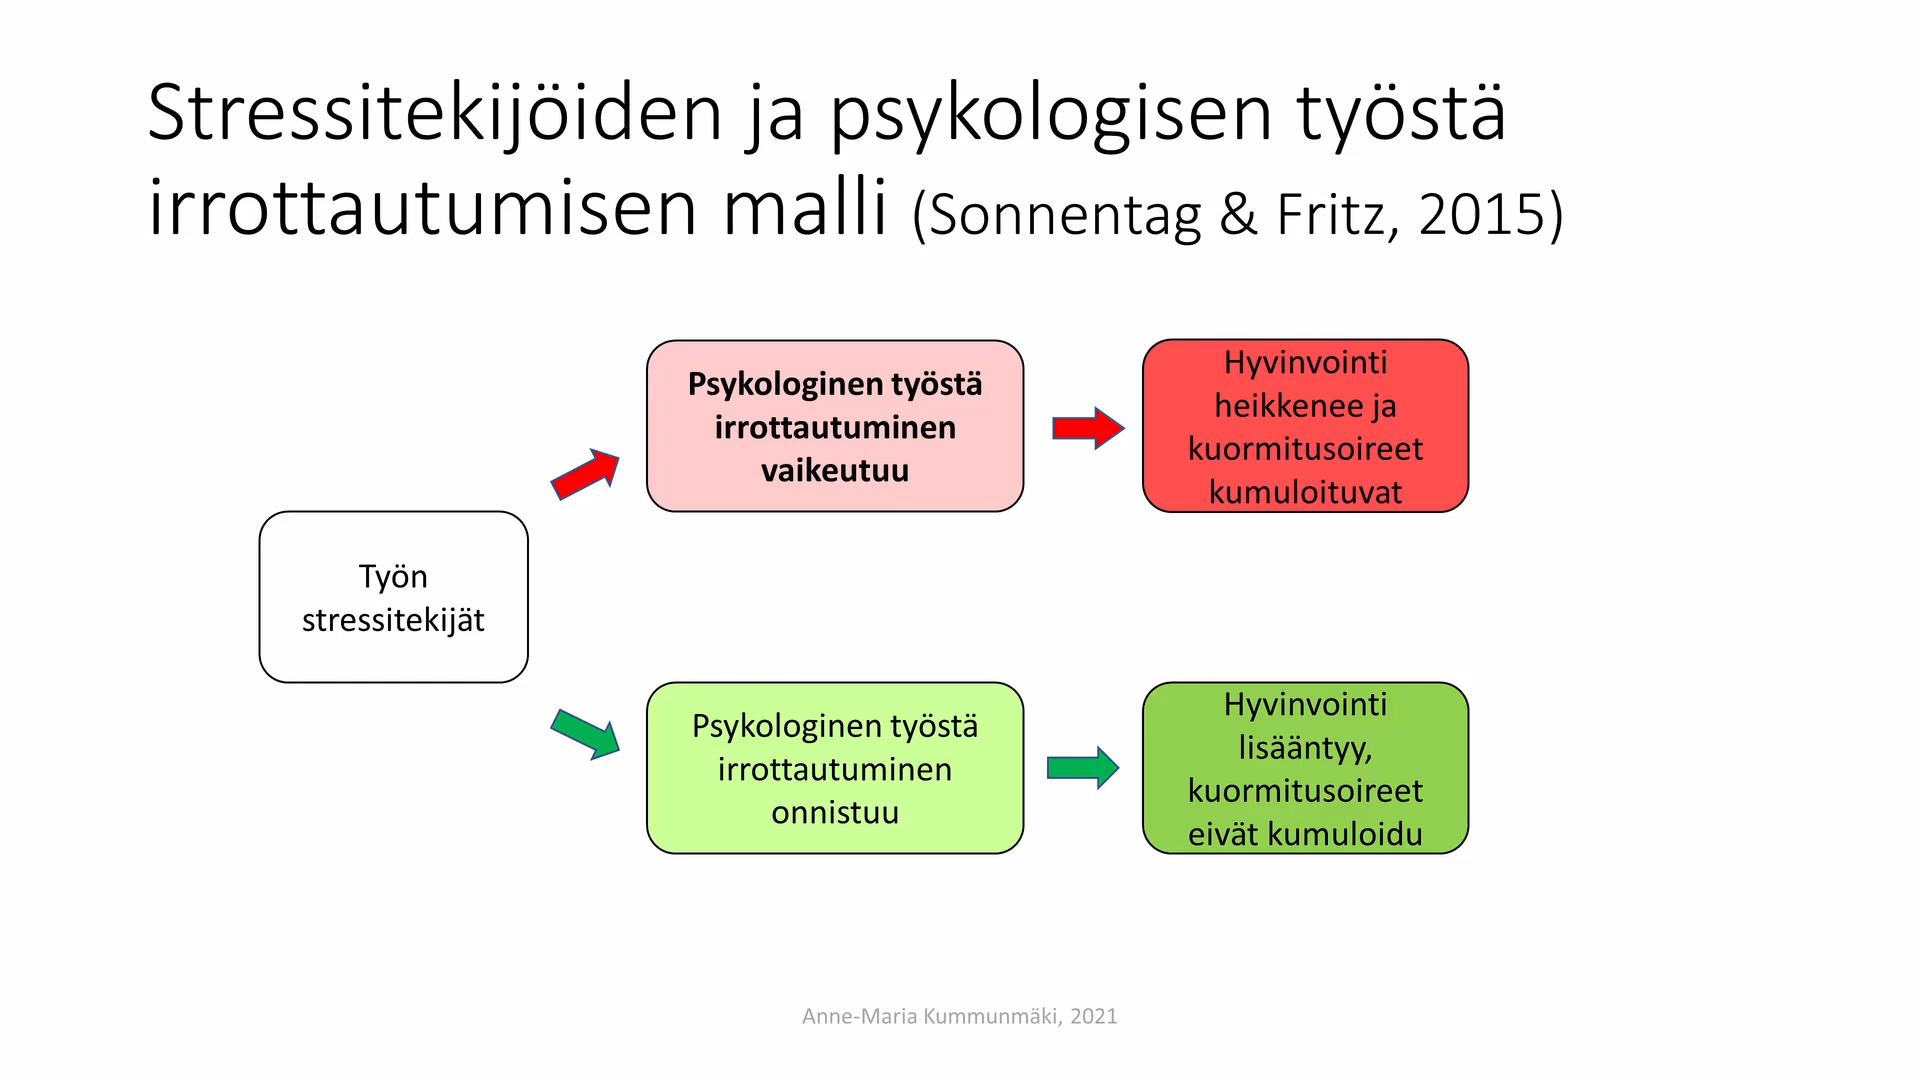 Stressitekijöiden ja psykologisen työstä
irrottautumisen malli (Sonnentag & Fritz, 2015)
Psykologinen työstä
irrottautuminen
vaikeutuu
Hyvinvointi
heikkenee ja
kuormitusoireet
kumuloituvat
Työn
stressitekijät
Psykologinen työstä
irrottautuminen
onnistuu
Hyvinvointi
lisääntyy,
kuormitusoireet
eivät kumuloidu
Anne-Maria Kummunmäki, 2021